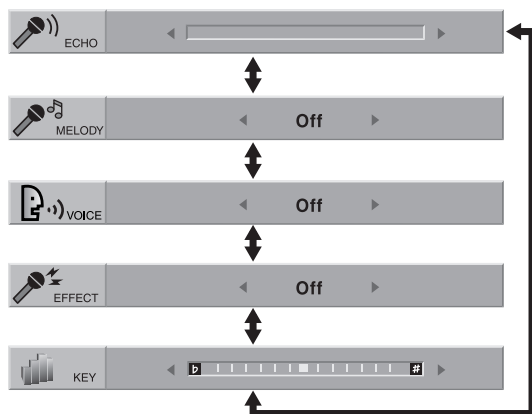 ECHO
MELODY Off
VOICE Off
EFFECT Off
KEY ♭ #